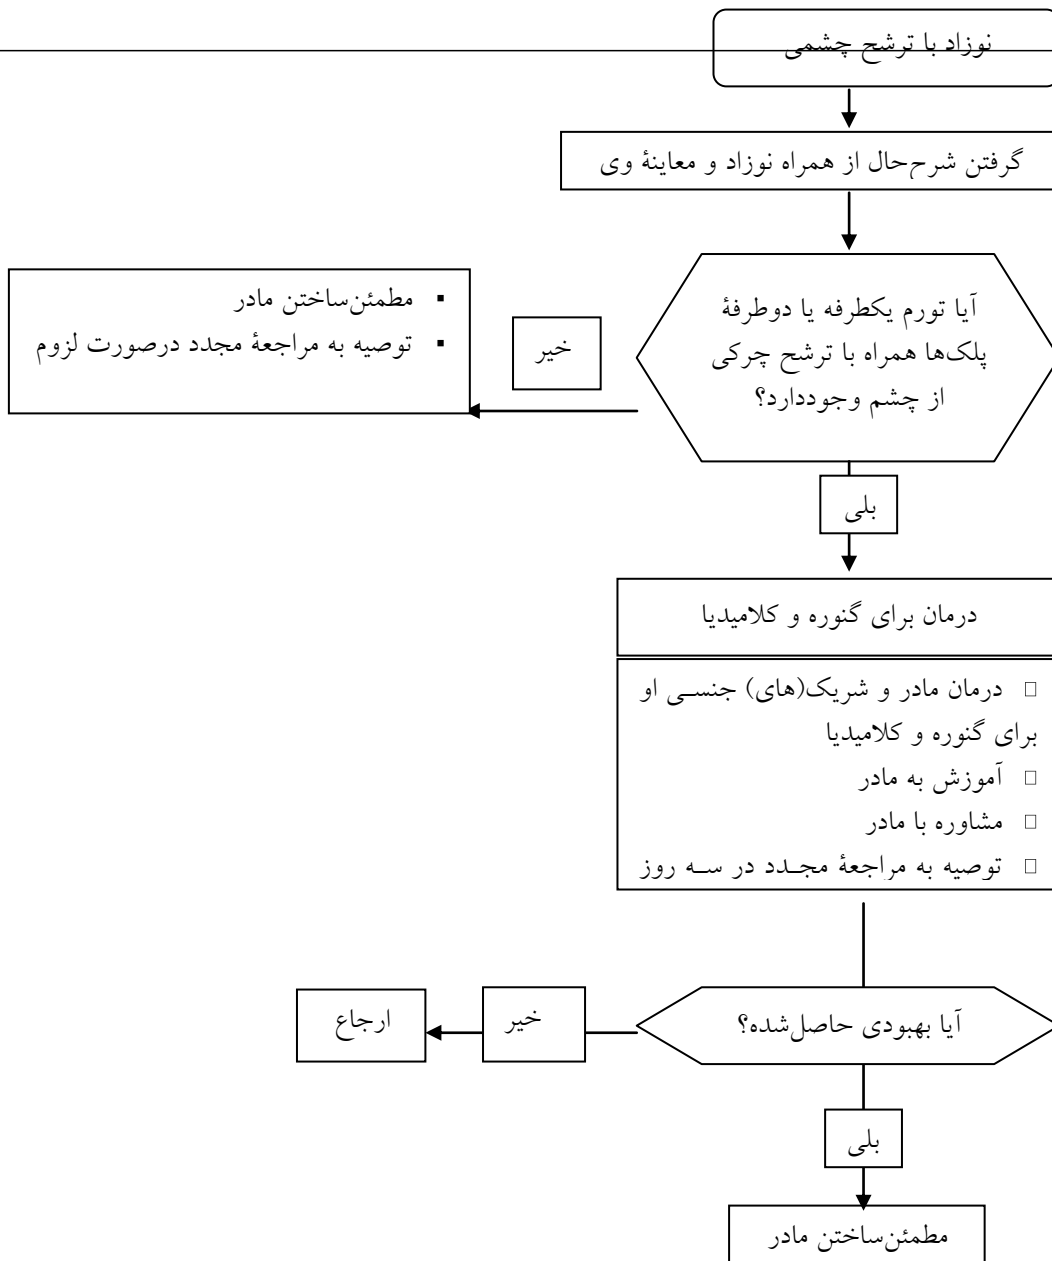 نوزاد با ترشح چشمی
گرفتن شرح‌حال از همراه نوزاد و معاینهٔ وی
آیا تورم یکطرفه یا دوطرفهٔ
پلک‌ها همراه با ترشح چرکی
از چشم وجوددارد؟
خیر
▪ مطمئن‌ساختن مادر
▪ توصیه به مراجعهٔ مجدد درصورت لزوم
بلی
درمان برای گنوره و کلامیدیا
□ درمان مادر و شریک(های) جنسی او
برای گنوره و کلامیدیا
□ آموزش به مادر
□ مشاوره با مادر
□ توصیه به مراجعهٔ مجدد در سه روز
آیا بهبودی حاصل‌شده؟
خیر
ارجاع
بلی
مطمئن‌ساختن مادر